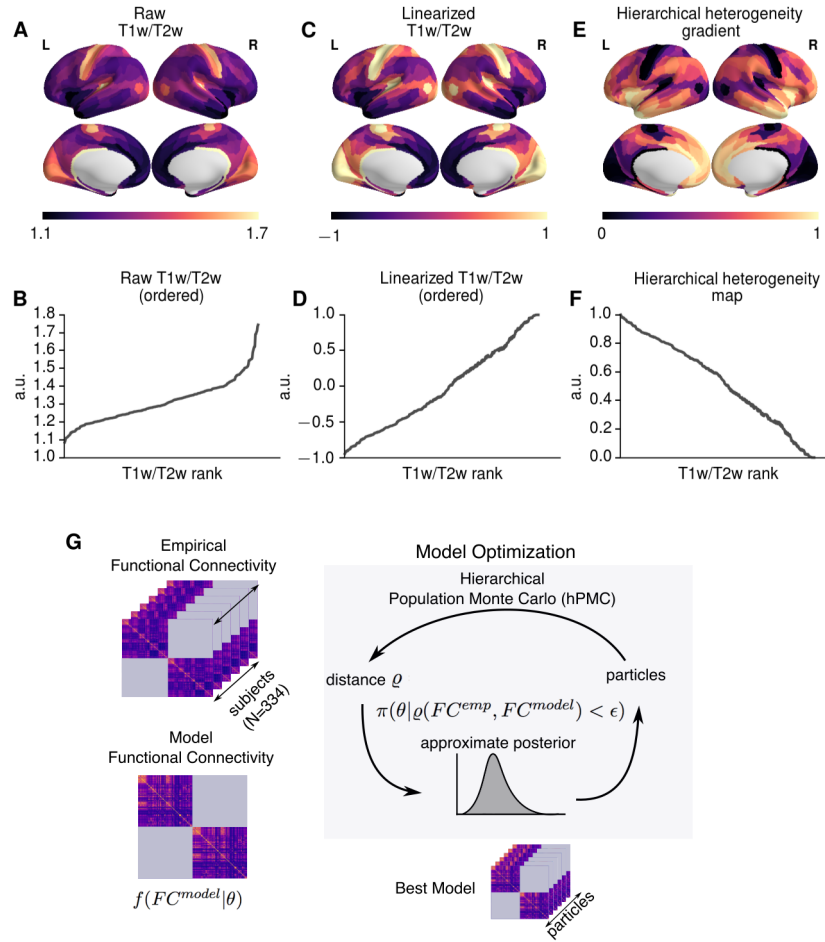 Raw
T1w/T2w
A
L
R
1.1
1.7
Linearized
T1w/T2w
C
L
R
−1
1
Hierarchical heterogeneity
gradient
E
L
R
0
1
B
Raw T1w/T2w
(ordered)
a.u.
1.8
1.7
1.6
1.5
1.4
1.3
1.2
1.1
1.0
T1w/T2w rank
D
Linearized T1w/T2w
(ordered)
a.u.
1.0
0.5
0.0
−0.5
−1.0
T1w/T2w rank
F
Hierarchical heterogeneity
map
a.u.
1.0
0.8
0.6
0.4
0.2
0.0
T1w/T2w rank
G
Empirical
Functional Connectivity
subjects
(N=334)
Model
Functional Connectivity
f(FC^{model}|θ)
Model Optimization
Hierarchical
Population Monte Carlo (hPMC)
distance ϱ
particles
π(θ|ϱ(FC^{emp}, FC^{model}) < ϵ)
approximate posterior
Best Model
particles